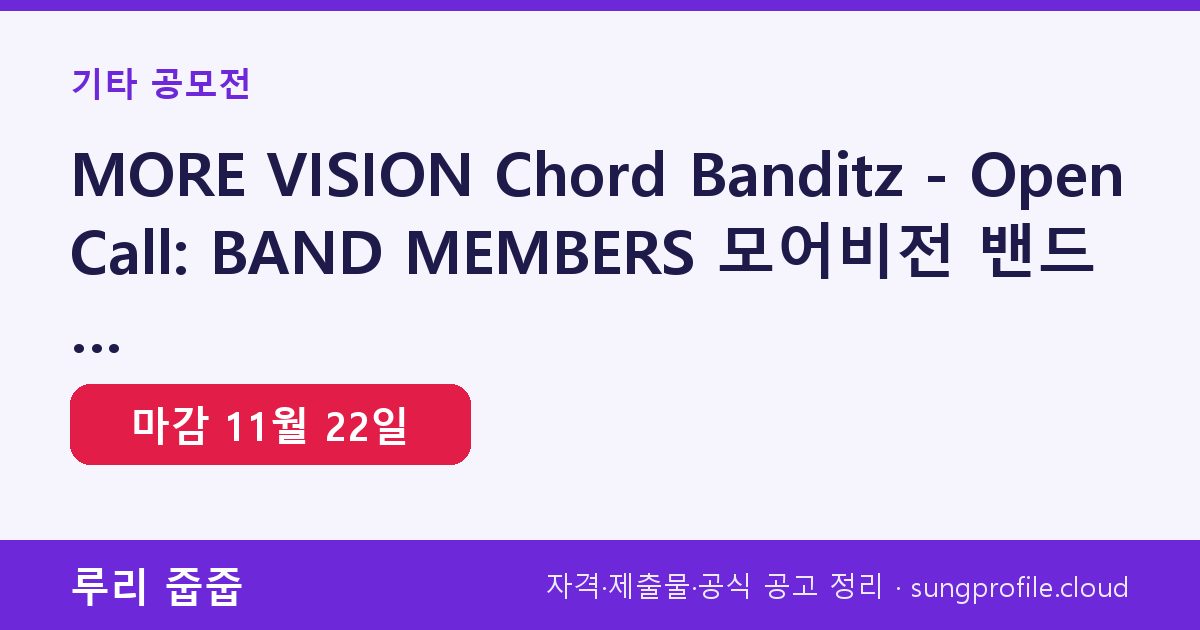 기타 공모전
MORE VISION Chord Banditz - Open
Call: BAND MEMBERS 모어비전 밴드
...
마감 11월 22일
루리 줍줍
자격·제출물·공식 공고 정리 · sungprofile.cloud